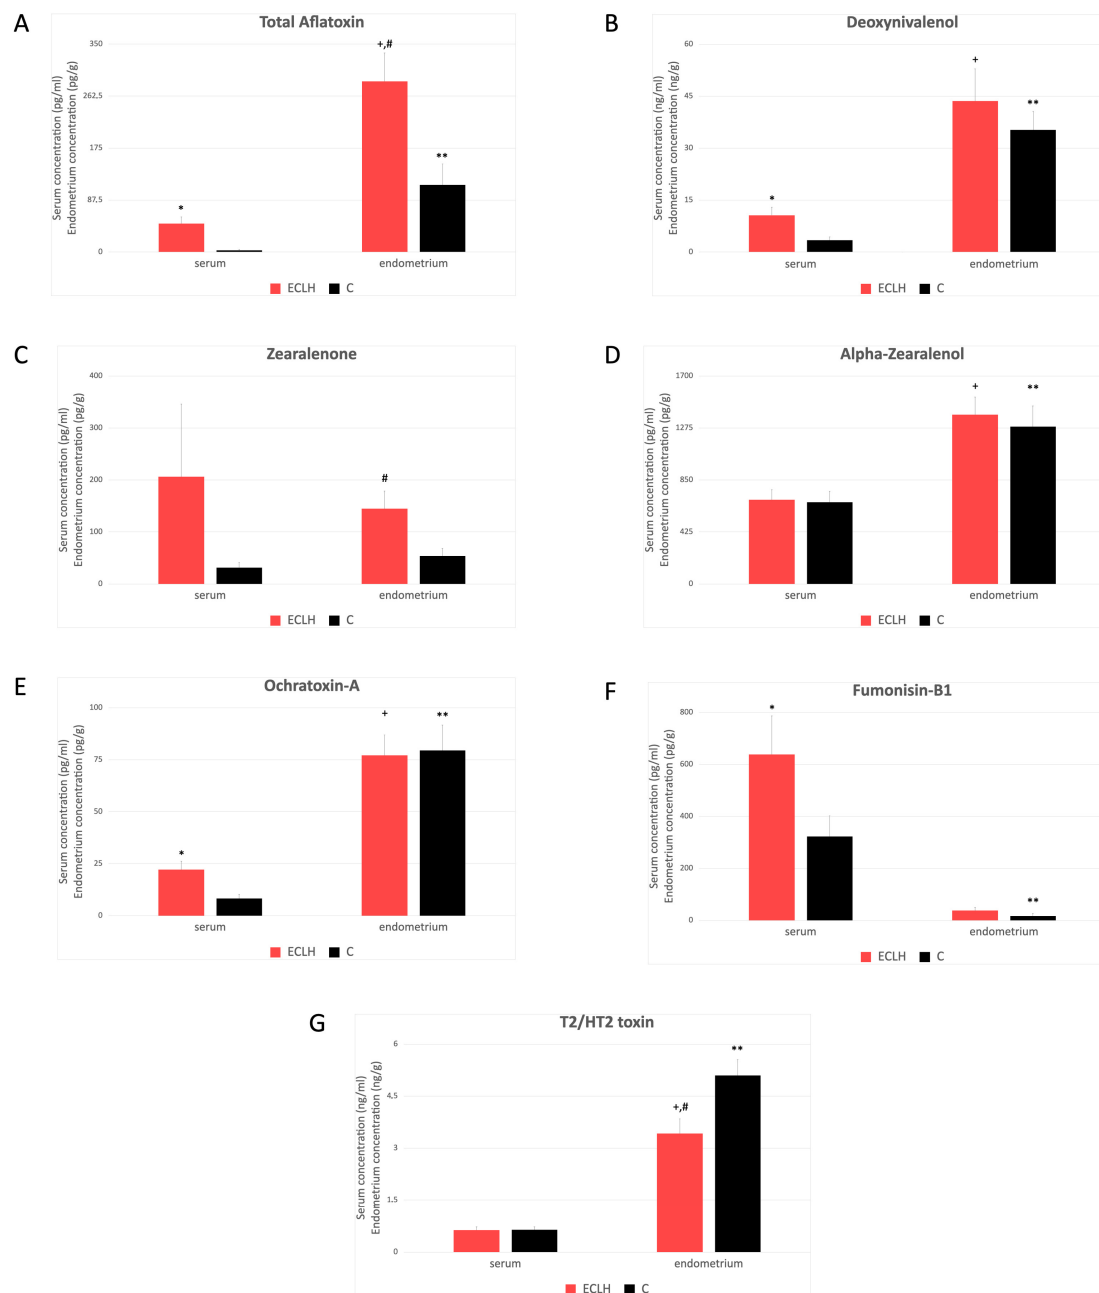 A
Total Aflatoxin
Serum concentration (pg/ml)
Endometrium concentration (pg/g)
350
262,5
175
87,5
0
*
+,#
**
serum
endometrium
ECLH
C
B
Deoxynivalenol
Serum concentration (ng/ml)
Endometrium concentration (ng/g)
60
45
30
15
0
*
+
**
serum
endometrium
ECLH
C
C
Zearalenone
Serum concentration (pg/ml)
Endometrium concentration (pg/g)
400
300
200
100
0
#
serum
endometrium
ECLH
C
D
Alpha-Zearalenol
Serum concentration (pg/ml)
Endometrium concentration (pg/g)
1700
1275
850
425
0
+
**
serum
endometrium
ECLH
C
E
Ochratoxin-A
Serum concentration (pg/ml)
Endometrium concentration (pg/g)
100
75
50
25
0
*
+
**
serum
endometrium
ECLH
C
F
Fumonisin-B1
Serum concentration (pg/ml)
Endometrium concentration (pg/g)
800
600
400
200
0
*
**
serum
endometrium
ECLH
C
G
T2/HT2 toxin
Serum concentration (ng/ml)
Endometrium concentration (ng/g)
6
4,5
3
1,5
0
+,#
**
serum
endometrium
ECLH
C